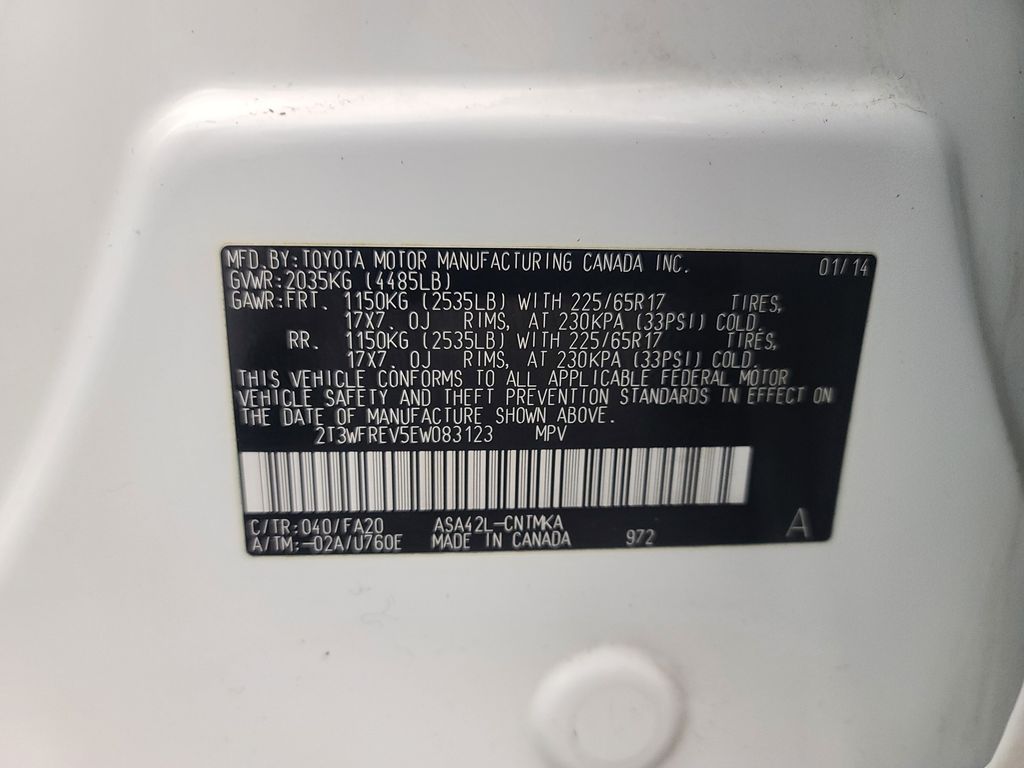 MFD.BY:TOYOTA MOTOR MANUFACTURING CANADA INC. 01/14
GVWR:2035KG (4485LB)
GAWR:FRT. 1150KG (2535LB) WITH 225/65R17 TIRES,
17X7. 0J RIMS, AT 230KPA (33PSI) COLD.
RR. 1150KG (2535LB) WITH 225/65R17 TIRES,
17X7. 0J RIMS, AT 230KPA (33PSI) COLD.
THIS VEHICLE CONFORMS TO ALL APPLICABLE FEDERAL MOTOR
VEHICLE SAFETY AND THEFT PREVENTION STANDARDS IN EFFECT ON
THE DATE OF MANUFACTURE SHOWN ABOVE.
2T3WFREV5EW083123 MPV
C/TR:040/FA20 ASA42L-CNTMKA
A/TM:-02A/U760E MADE IN CANADA 972 A